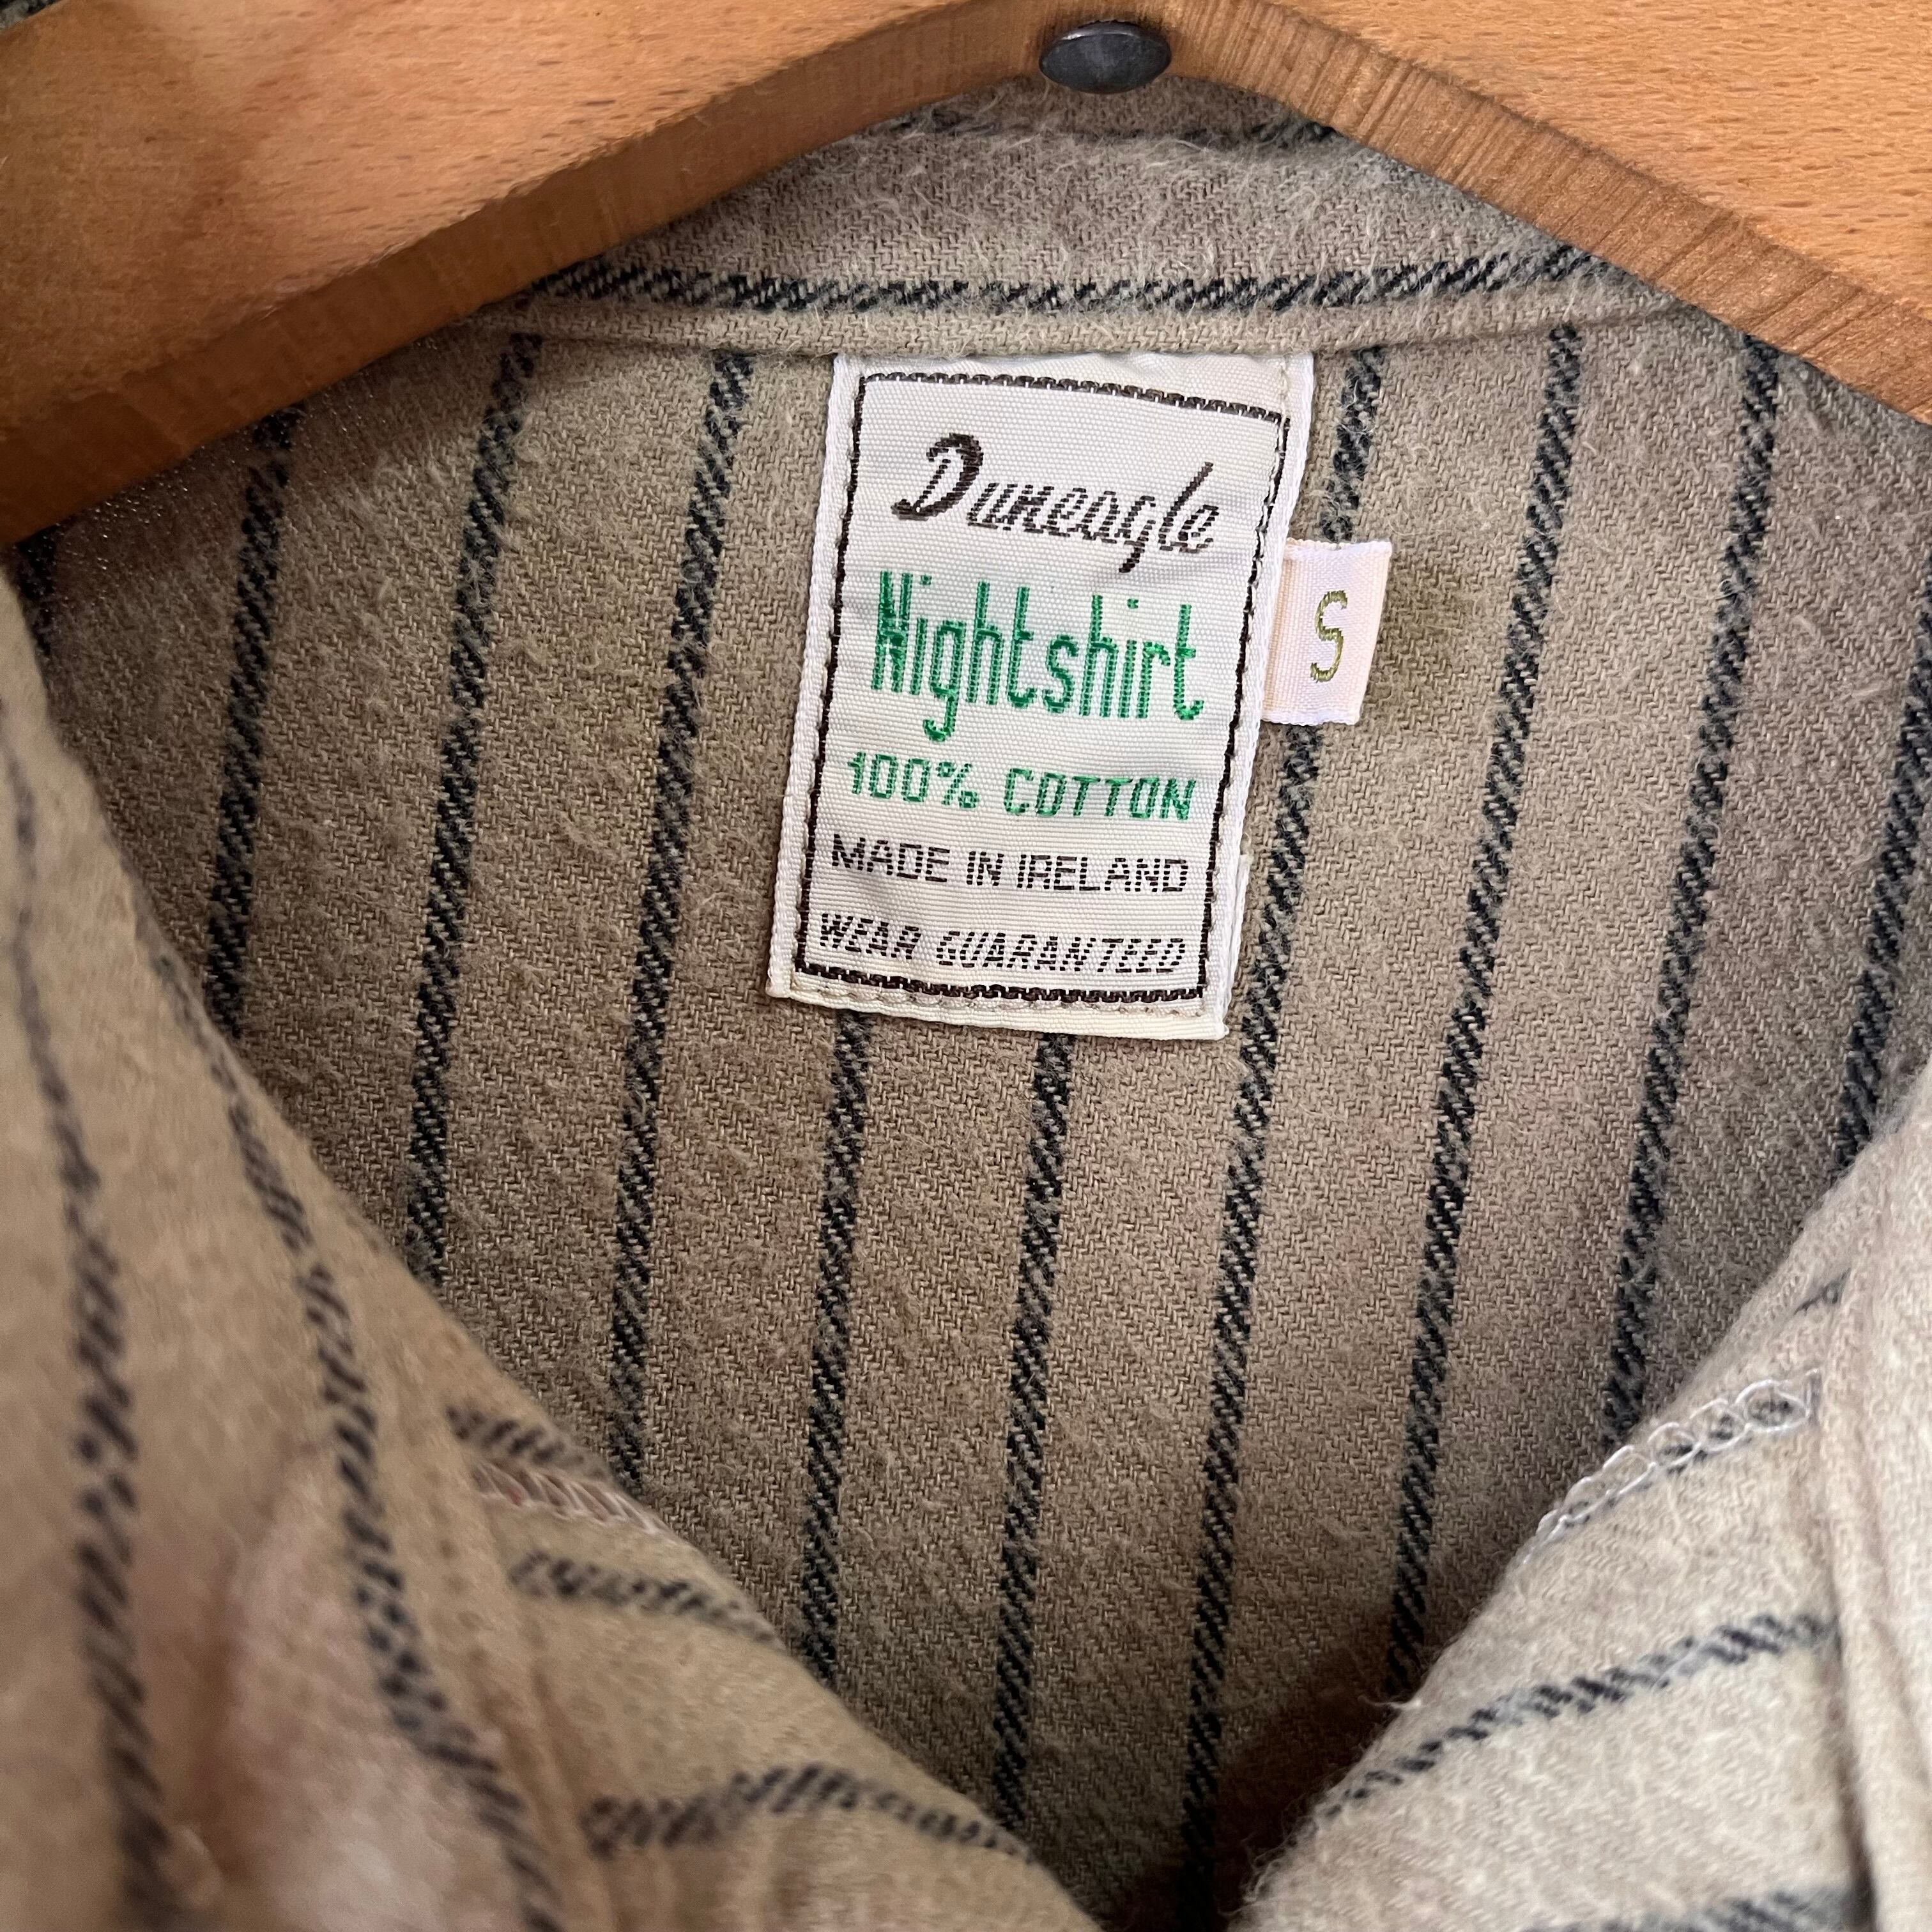 Duneagle
Nightshirt
S
100% COTTON
MADE IN IRELAND
WEAR GUARANTEED